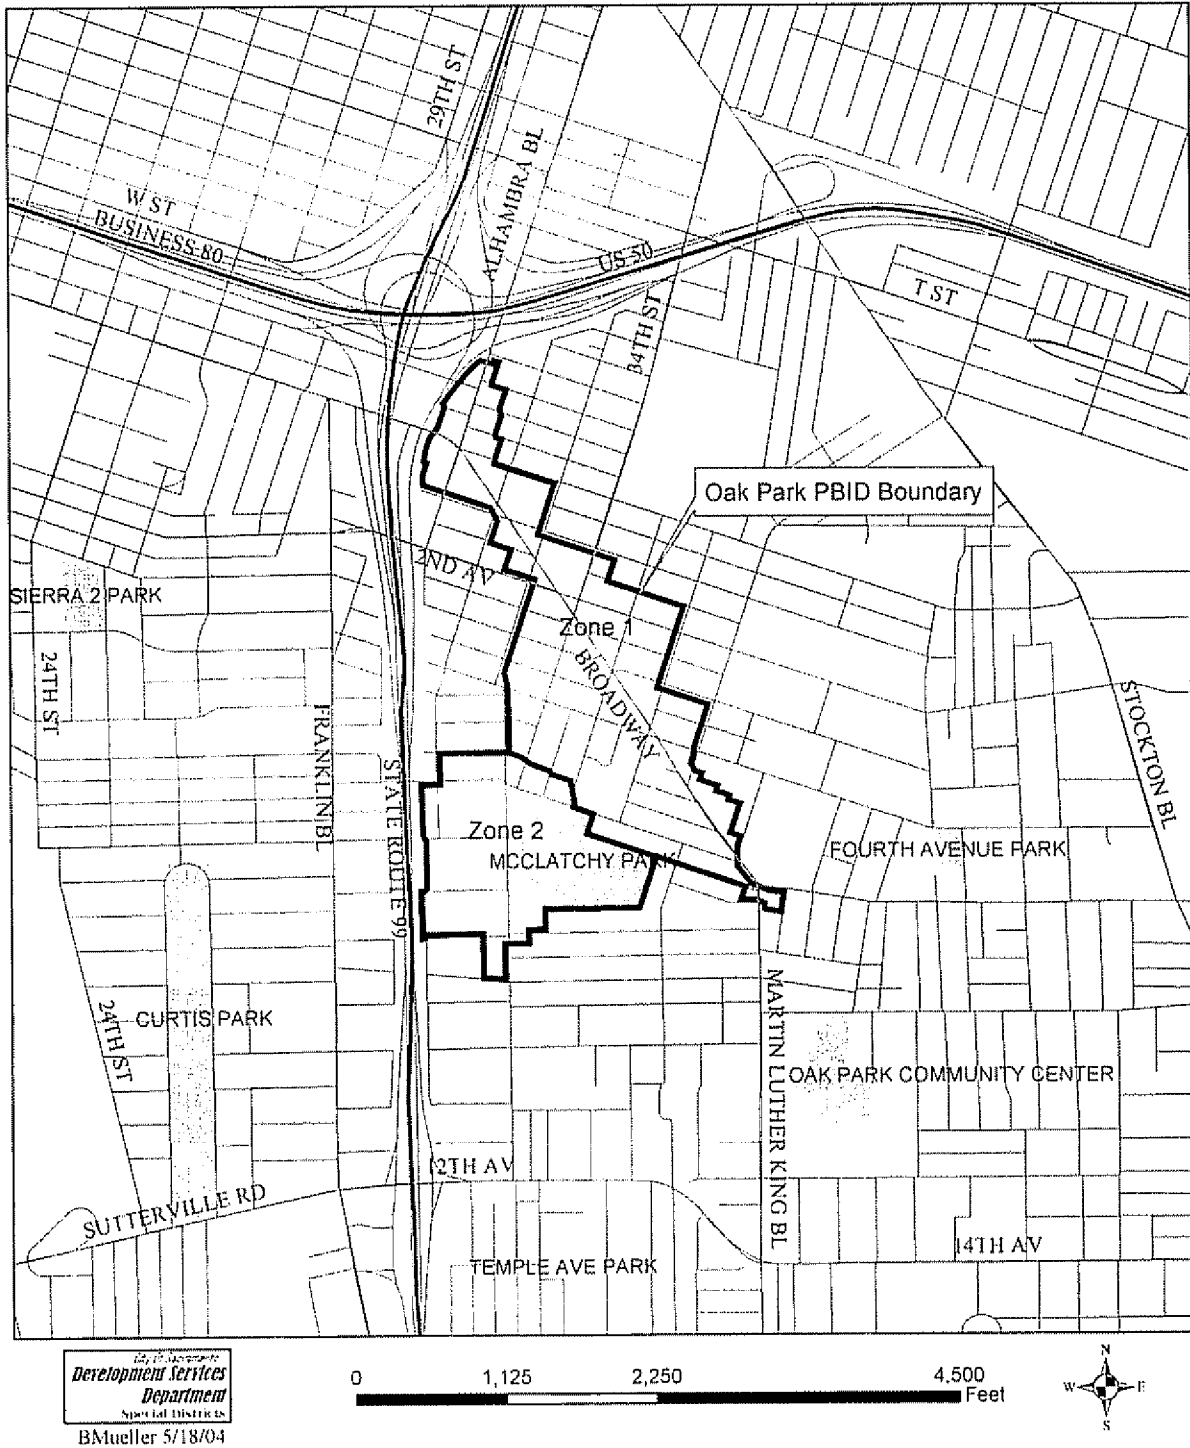 29TH ST
ALHAMBRA BL
W ST
BUSINESS 80
US 50
T ST
34TH ST
Oak Park PBID Boundary
2ND AV
SIERRA 2 PARK
Zone 1
BROADWAY
24TH ST
FRANKLIN BL
STATE ROUTE 99
STOCKTON BL
Zone 2
MCCLATCHY PARK
FOURTH AVENUE PARK
24TH ST
CURTIS PARK
MARTIN LUTHER KING BL
OAK PARK COMMUNITY CENTER
12TH AV
SUTTERVILLE RD
14TH AV
TEMPLE AVE PARK
City of Sacramento
Development Services
Department
Special Districts
BMueller 5/18/04
0 1,125 2,250 4,500
Feet
N
W E
S